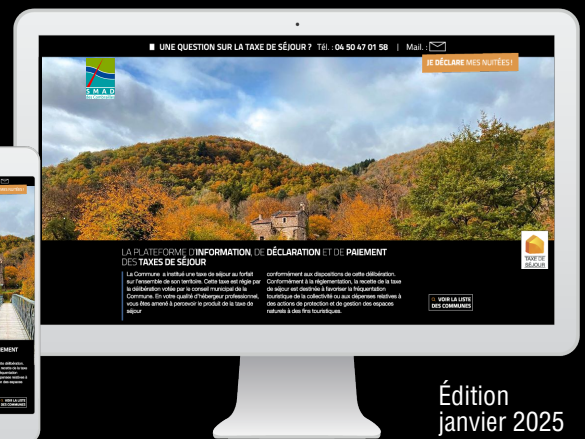 UNE QUESTION SUR LA TAXE DE SÉJOUR ? Tél. : 04 50 47 01 58 | Mail. :
JE DÉCLARE MES NUITÉES !
SMAD
LA PLATEFORME D'INFORMATION, DE DÉCLARATION ET DE PAIEMENT
DES TAXES DE SÉJOUR
La Commune a institué une taxe de séjour au forfait
sur l'ensemble de son territoire. Cette taxe est régie par
la délibération votée par le conseil municipal de la
Commune. En votre qualité d'hébergeur professionnel,
vous êtes amené à percevoir le produit de la taxe de
séjour
conformément aux dispositions de cette délibération.
Conformément à la réglementation, la recette de la taxe
de séjour est destinée à favoriser la fréquentation
touristique de la collectivité ou aux dépenses relatives à
des actions de protection et de gestion des espaces
naturels à des fins touristiques.
TAXE DE
SÉJOUR
VOIR LA LISTE
DES COMMUNES
EMENT
VOIR LA LISTE
DES COMMUNES
Édition
janvier 2025